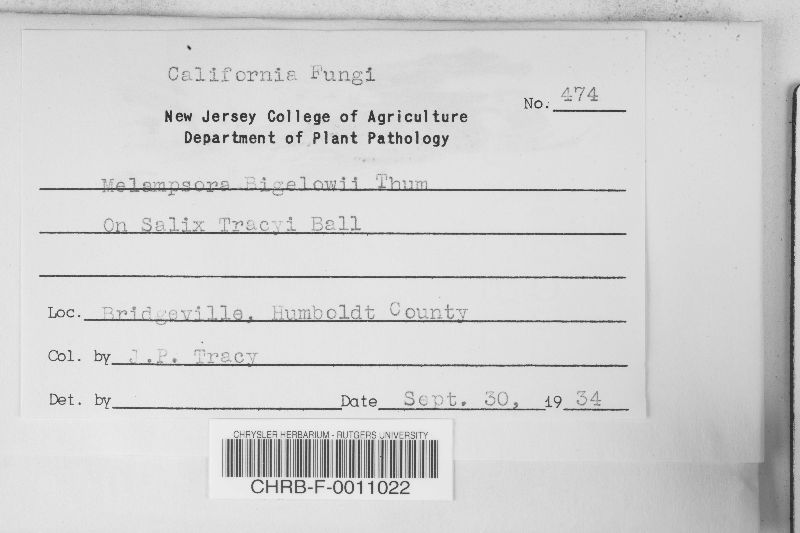 California Fungi
No. 474
New Jersey College of Agriculture
Department of Plant Pathology
Melampsora Bigelowii Thum
On Salix Tracyi Ball
Loc. Bridgeville, Humboldt County
Col. by J.P. Tracy
Det. by Date Sept. 30, 19 34
CHRYSLER HERBARIUM - RUTGERS UNIVERSITY
CHRB-F-0011022